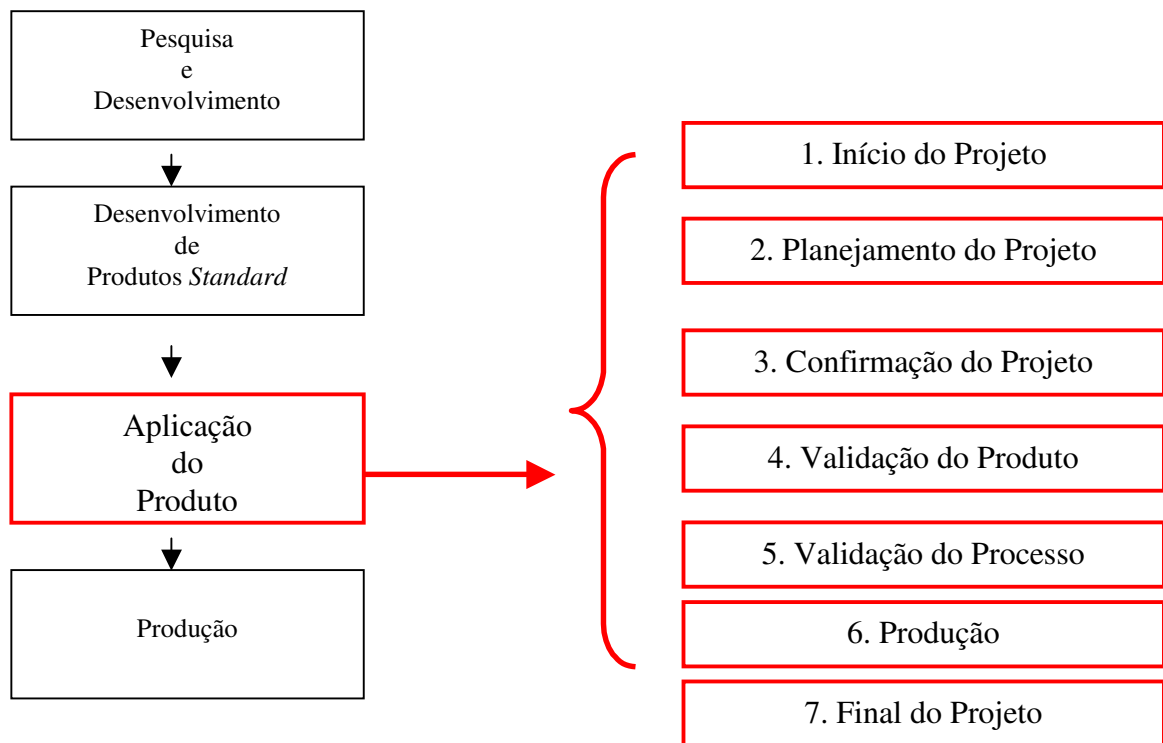 Pesquisa
e
Desenvolvimento
Desenvolvimento
de
Produtos Standard
Aplicação
do
Produto
Produção
1. Início do Projeto
2. Planejamento do Projeto
3. Confirmação do Projeto
4. Validação do Produto
5. Validação do Processo
6. Produção
7. Final do Projeto